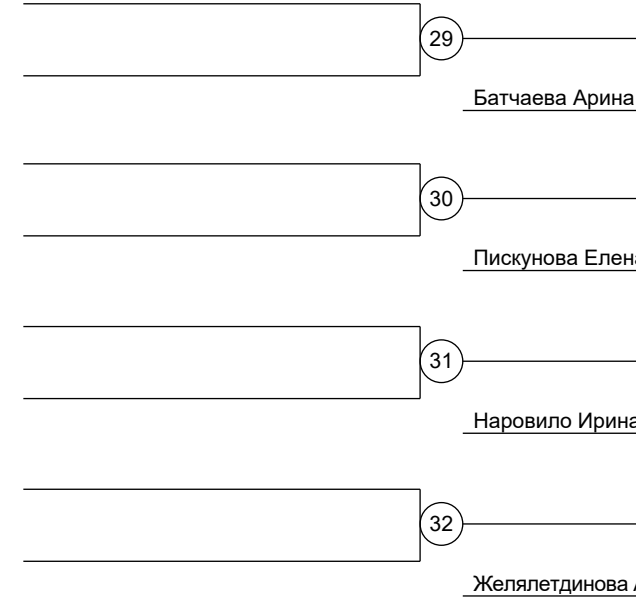 29
Батчаева Арина
30
Пискунова Елена
31
Наровило Ирина
32
Желялетдинова